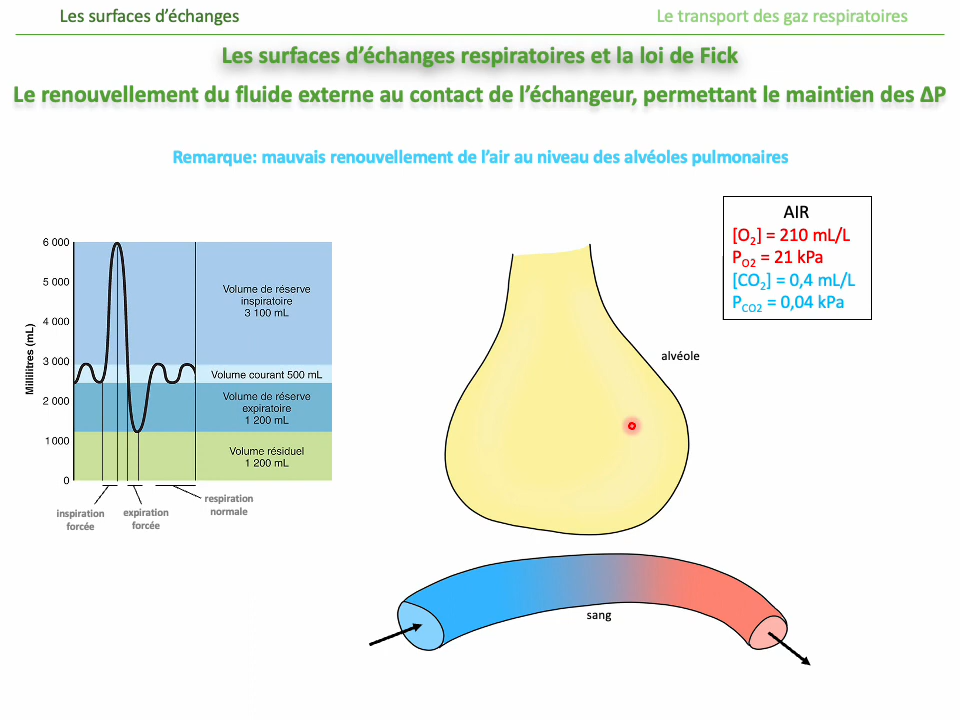 Les surfaces d'échanges
Le transport des gaz respiratoires
Les surfaces d'échanges respiratoires et la loi de Fick
Le renouvellement du fluide externe au contact de l'échangeur, permettant le maintien des ΔP
Remarque: mauvais renouvellement de l'air au niveau des alvéoles pulmonaires
AIR
[O₂] = 210 mL/L
P_O2 = 21 kPa
[CO₂] = 0,4 mL/L
P_CO2 = 0,04 kPa
Millilitres (mL)
6 000
5 000
4 000
3 000
2 000
1 000
0
Volume de réserve
inspiratoire
3 100 mL
Volume courant 500 mL
Volume de réserve
expiratoire
1 200 mL
Volume résiduel
1 200 mL
inspiration
forcée
expiration
forcée
respiration
normale
alvéole
sang